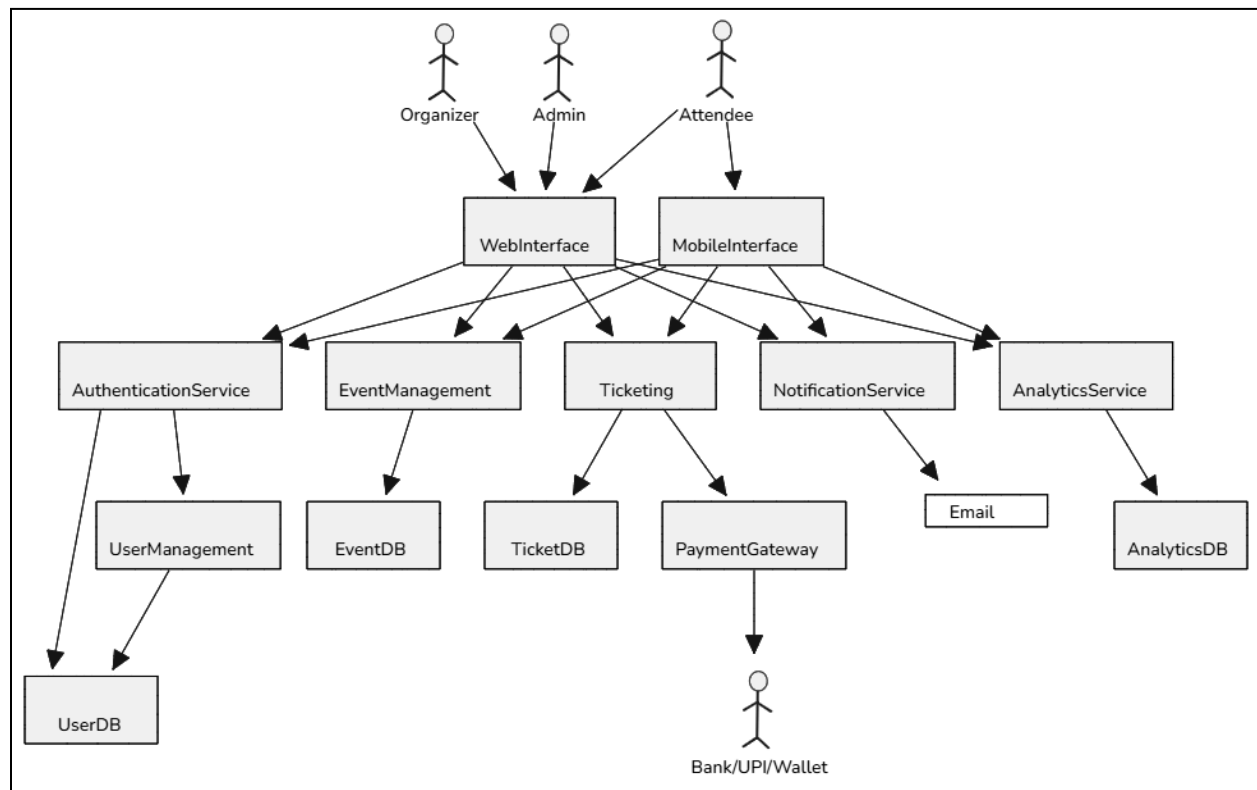 Organizer
Admin
Attendee
WebInterface
MobileInterface
AuthenticationService
EventManagement
Ticketing
NotificationService
AnalyticsService
UserManagement
EventDB
TicketDB
PaymentGateway
Email
AnalyticsDB
UserDB
Bank/UPI/Wallet